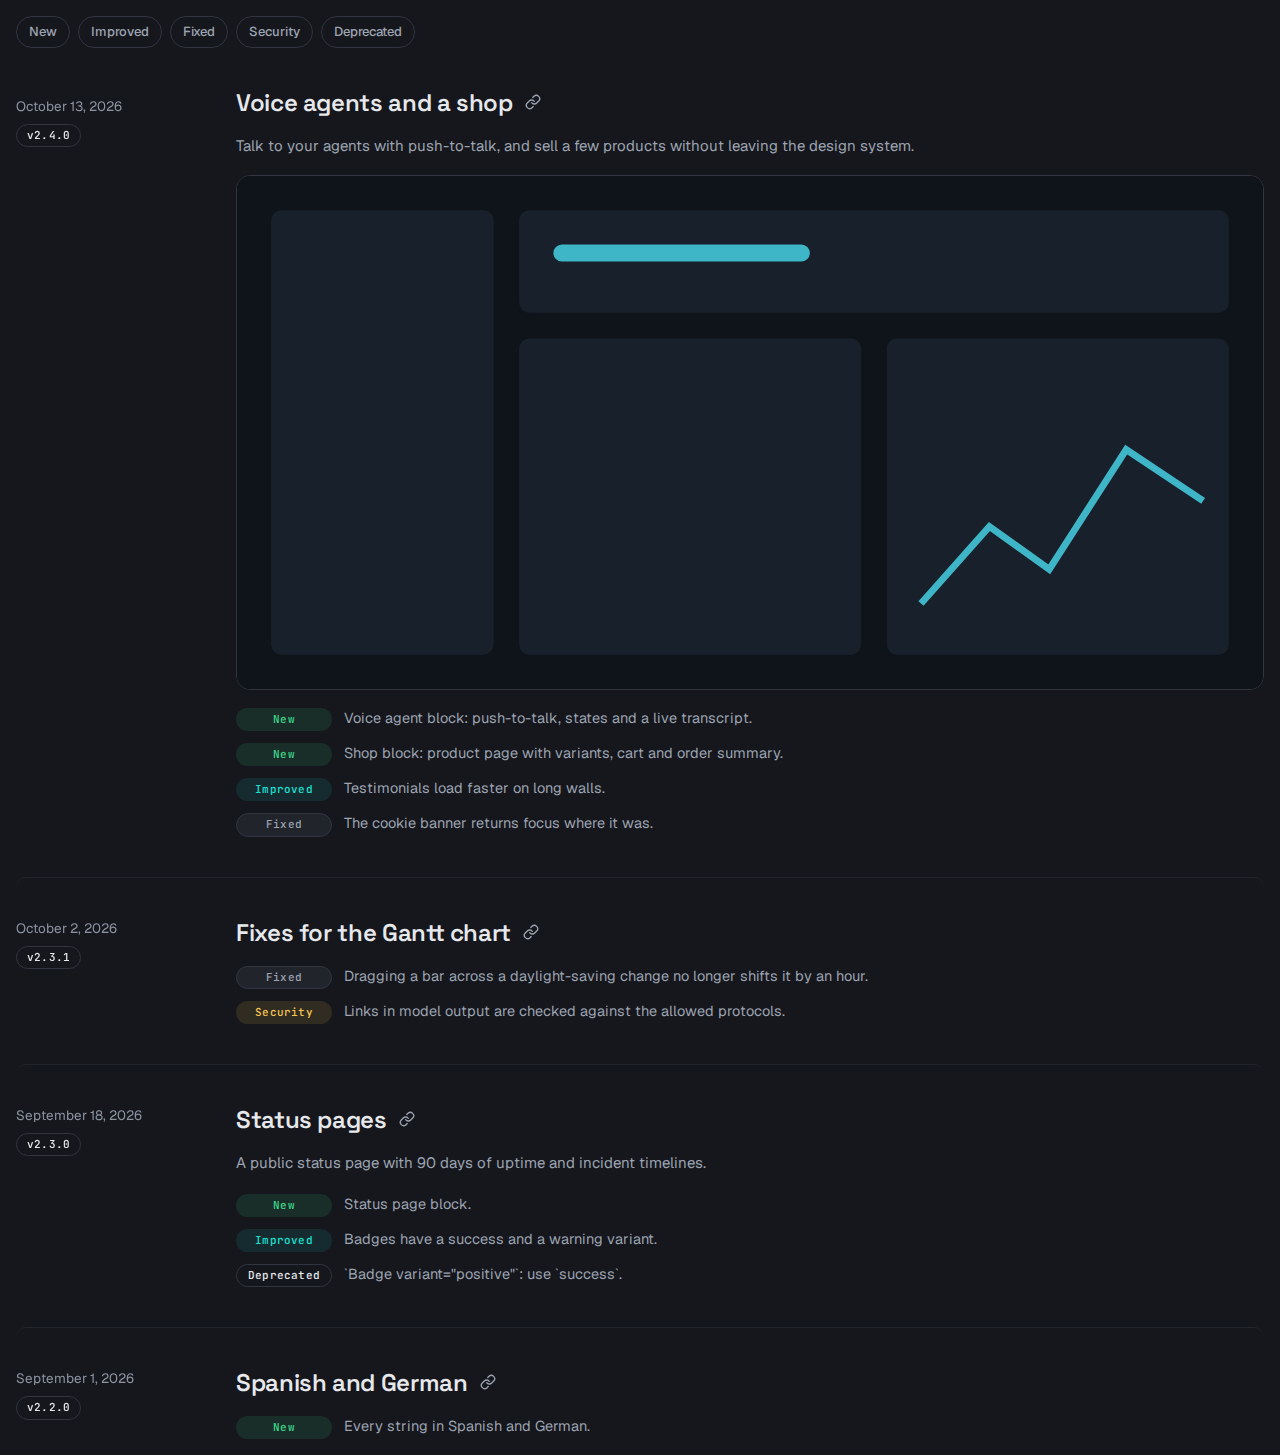 New Improved Fixed Security Deprecated
October 13, 2026
v2.4.0
Voice agents and a shop
Talk to your agents with push-to-talk, and sell a few products without leaving the design system.
New Voice agent block: push-to-talk, states and a live transcript.
New Shop block: product page with variants, cart and order summary.
Improved Testimonials load faster on long walls.
Fixed The cookie banner returns focus where it was.
October 2, 2026
v2.3.1
Fixes for the Gantt chart
Fixed Dragging a bar across a daylight-saving change no longer shifts it by an hour.
Security Links in model output are checked against the allowed protocols.
September 18, 2026
v2.3.0
Status pages
A public status page with 90 days of uptime and incident timelines.
New Status page block.
Improved Badges have a success and a warning variant.
Deprecated `Badge variant="positive"`: use `success`.
September 1, 2026
v2.2.0
Spanish and German
New Every string in Spanish and German.